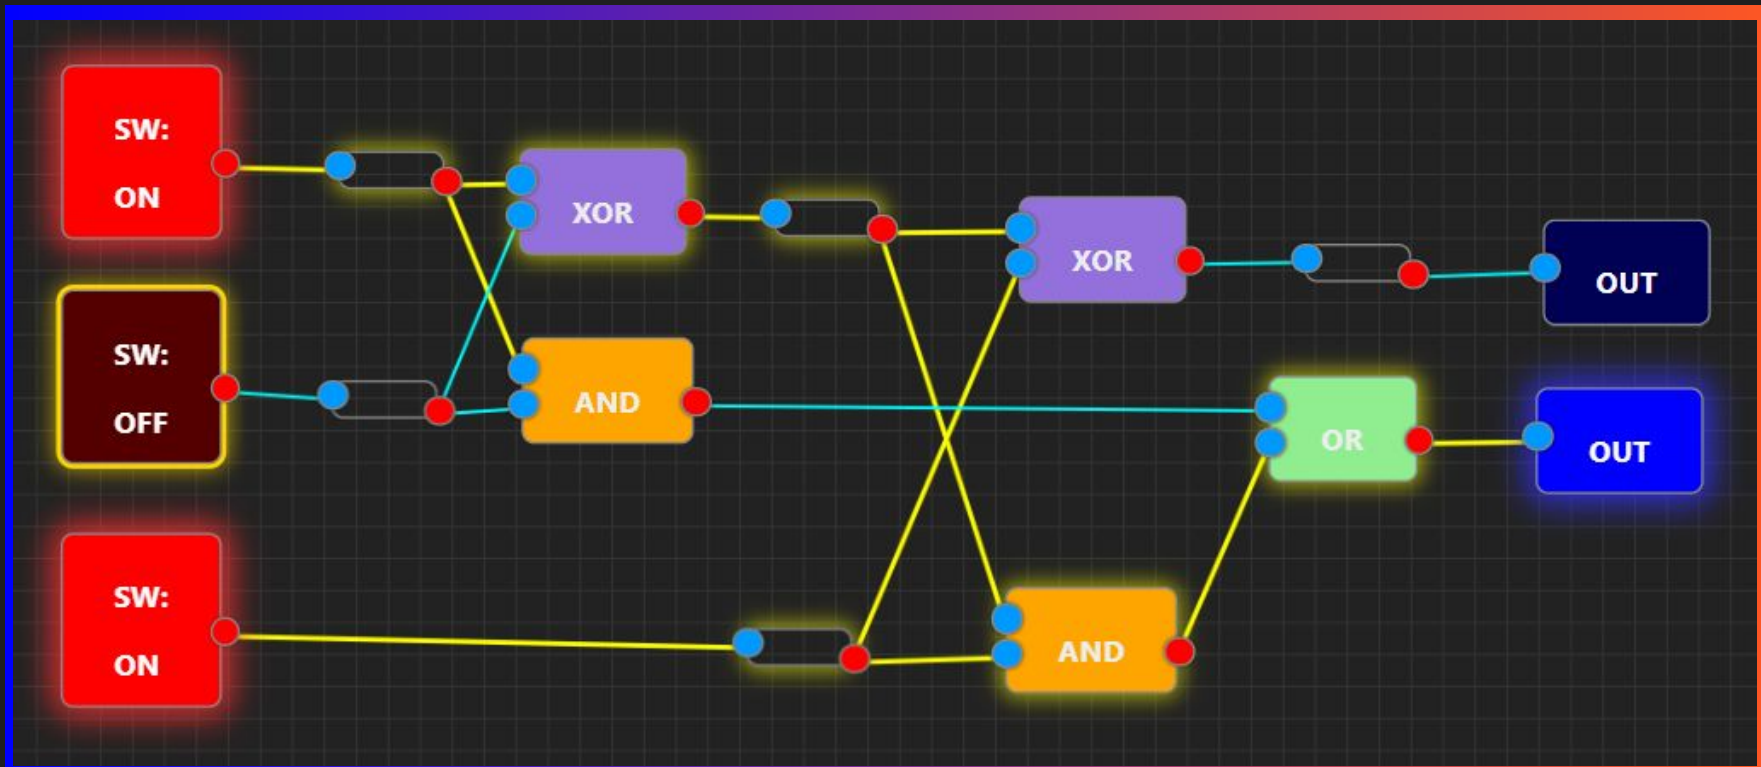 SW:
ON
XOR
XOR
OUT
SW:
OFF
AND
OR
OUT
SW:
ON
AND